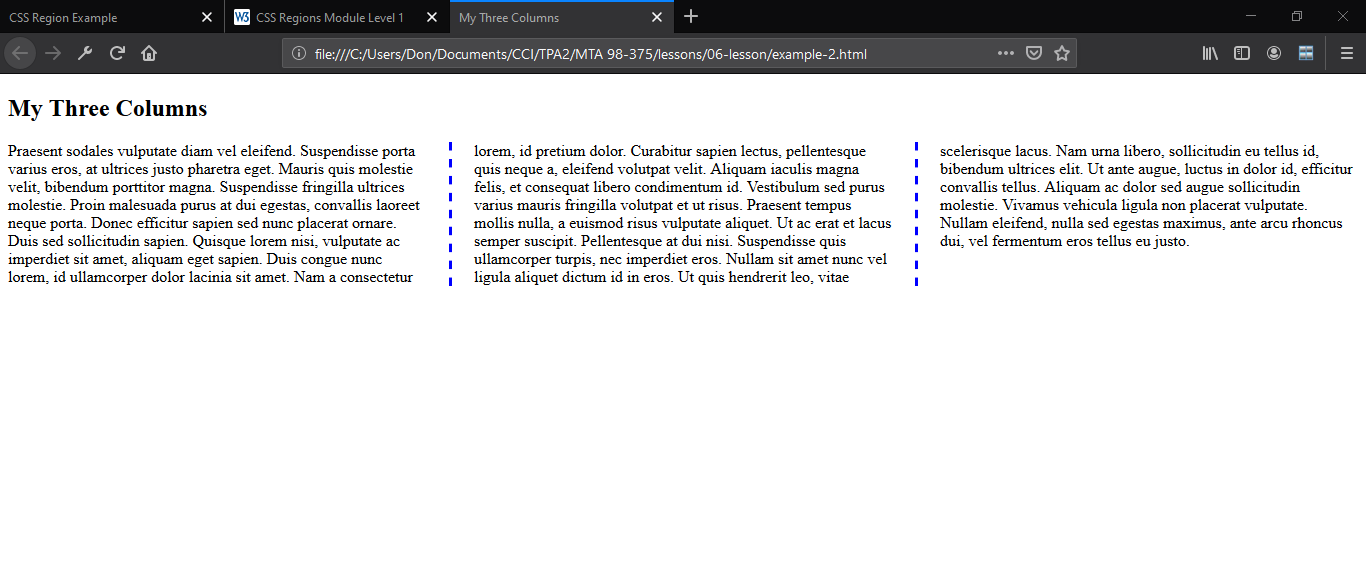 CSS Region Example
W3 CSS Regions Module Level 1
My Three Columns
file:///C:/Users/Don/Documents/CCI/TPA2/MTA 98-375/lessons/06-lesson/example-2.html
My Three Columns
Praesent sodales vulputate diam vel eleifend. Suspendisse porta
varius eros, at ultrices justo pharetra eget. Mauris quis molestie
velit, bibendum porttitor magna. Suspendisse fringilla ultrices
molestie. Proin malesuada purus at dui egestas, convallis laoreet
neque porta. Donec efficitur sapien sed nunc placerat ornare.
Duis sed sollicitudin sapien. Quisque lorem nisi, vulputate ac
imperdiet sit amet, aliquam eget sapien. Duis congue nunc
lorem, id ullamcorper dolor lacinia sit amet. Nam a consectetur
lorem, id pretium dolor. Curabitur sapien lectus, pellentesque
quis neque a, eleifend volutpat velit. Aliquam iaculis magna
felis, et consequat libero condimentum id. Vestibulum sed purus
varius mauris fringilla volutpat et ut risus. Praesent tempus
mollis nulla, a euismod risus vulputate aliquet. Ut ac erat et lacus
semper suscipit. Pellentesque at dui nisi. Suspendisse quis
ullamcorper turpis, nec imperdiet eros. Nullam sit amet nunc vel
ligula aliquet dictum id in eros. Ut quis hendrerit leo, vitae
scelerisque lacus. Nam urna libero, sollicitudin eu tellus id,
bibendum ultrices elit. Ut ante augue, luctus in dolor id, efficitur
convallis tellus. Aliquam ac dolor sed augue sollicitudin
molestie. Vivamus vehicula ligula non placerat vulputate.
Nullam eleifend, nulla sed egestas maximus, ante arcu rhoncus
dui, vel fermentum eros tellus eu justo.